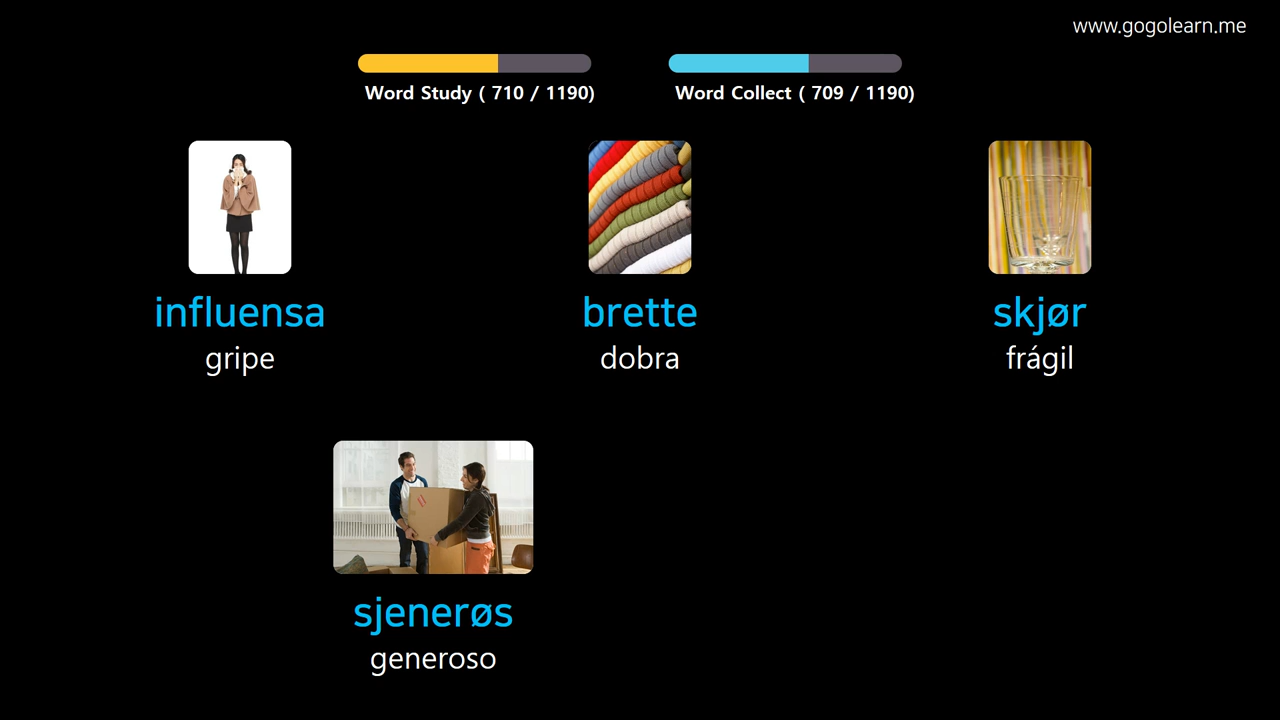 www.gogolearn.me
Word Study ( 710 / 1190)
Word Collect ( 709 / 1190)
influensa
gripe
brette
dobra
skjør
frágil
sjenerøs
generoso